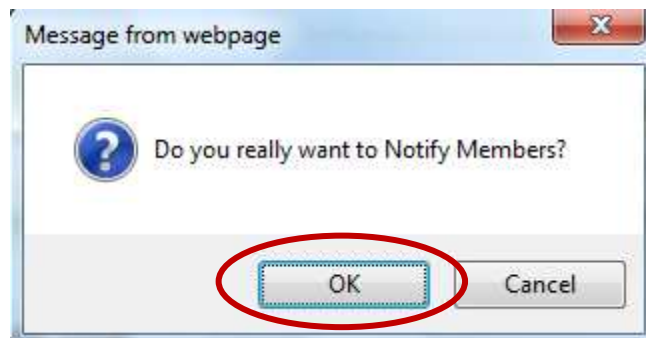 Message from webpage
Do you really want to Notify Members?
OK
Cancel